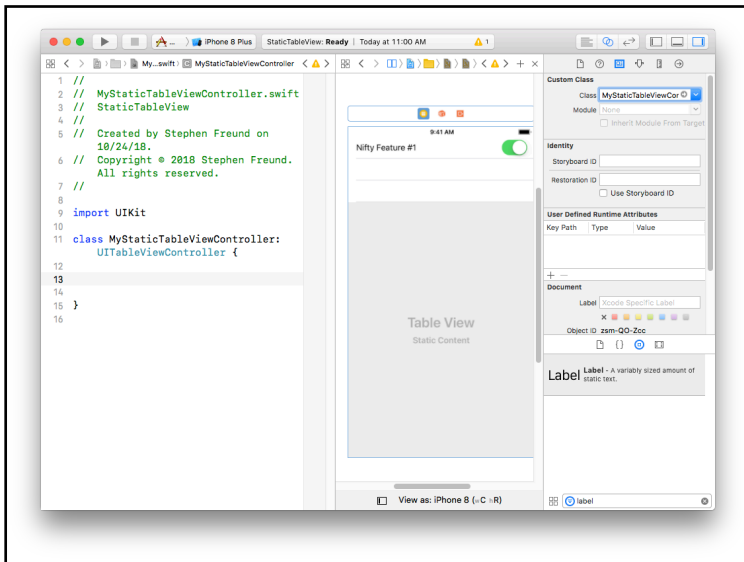 A ... iPhone 8 Plus
StaticTableView: Ready | Today at 11:00 AM
1
My...swift
MyStaticTableViewController
1 //
2 // MyStaticTableViewController.swift
3 // StaticTableView
4 //
5 // Created by Stephen Freund on
10/24/18.
6 // Copyright © 2018 Stephen Freund.
All rights reserved.
7 //
8
9 import UIKit
10
11 class MyStaticTableViewController:
UITableViewController {
12
13
14
15 }
16
9:41 AM
Nifty Feature #1
Table View
Static Content
View as: iPhone 8 (wC hR)
Custom Class
Class MyStaticTableViewCor
Module None
Inherit Module From Target
Identity
Storyboard ID
Restoration ID
Use Storyboard ID
User Defined Runtime Attributes
Key Path Type Value
Document
Label Xcode Specific Label
Object ID zsm-QO-Zcc
Label
Label - A variably sized amount of
static text.
label